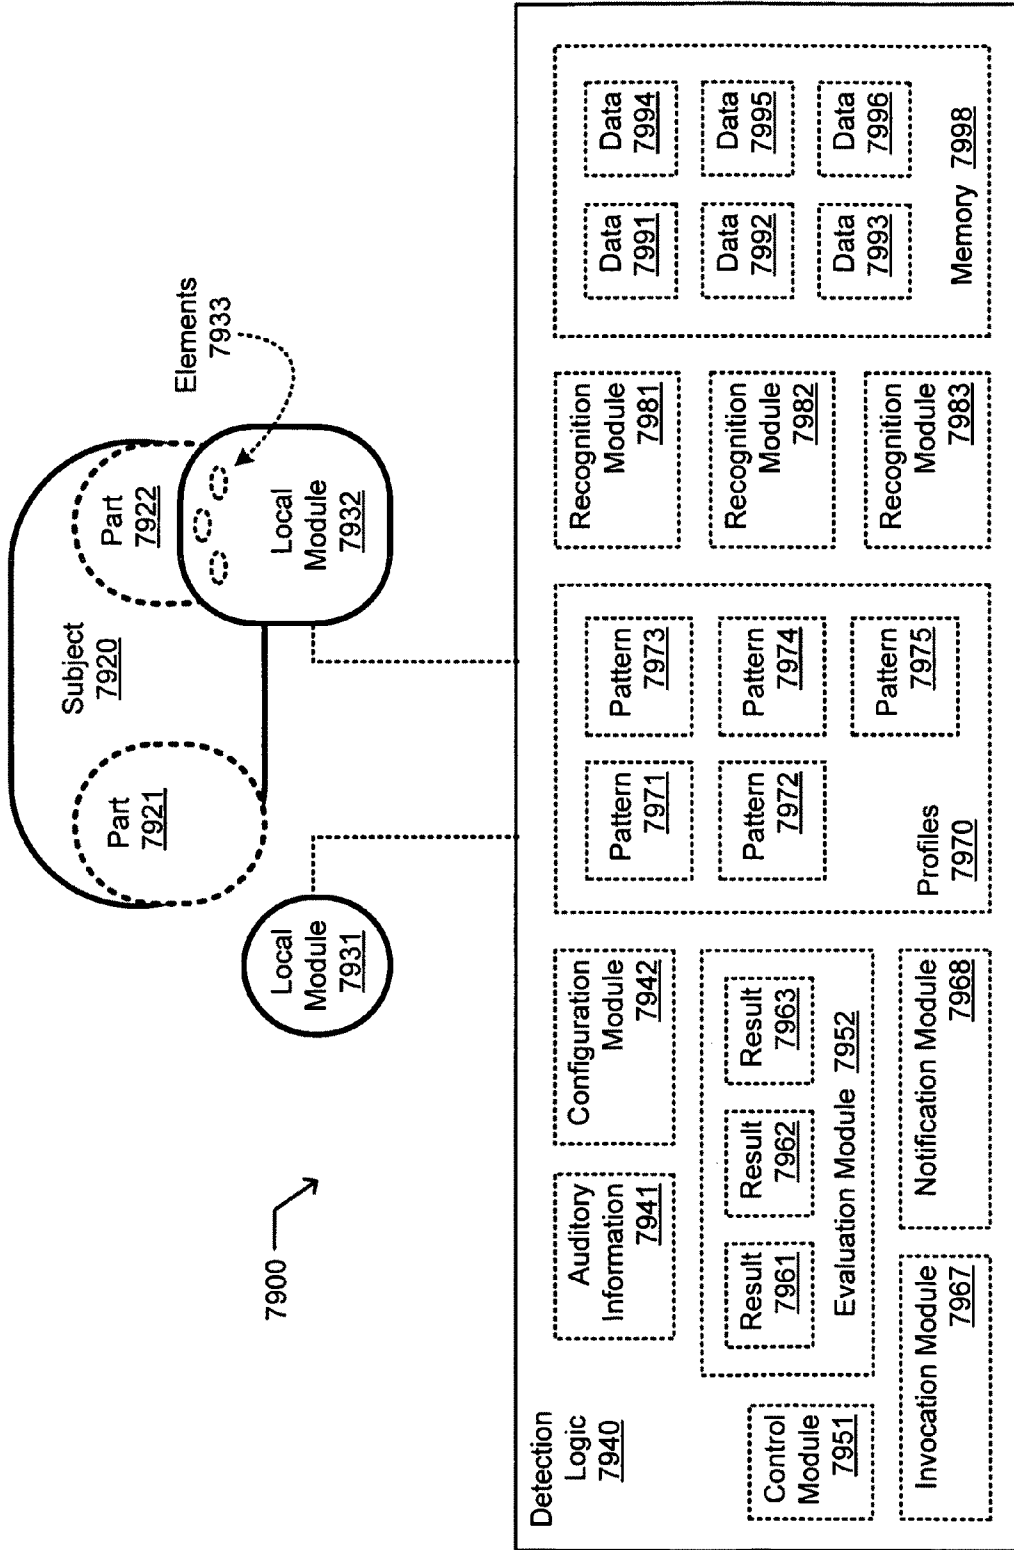 7900
Subject
7920
Part
7921
Part
7922
Elements
7933
Local
Module
7931
Local
Module
7932
Detection
Logic
7940
Auditory
Information
7941
Configuration
Module
7942
Control
Module
7951
Result
7961
Result
7962
Result
7963
Evaluation Module 7952
Invocation Module
7967
Notification Module
7968
Pattern
7971
Pattern
7973
Pattern
7972
Pattern
7974
Pattern
7975
Profiles
7970
Recognition
Module
7981
Recognition
Module
7982
Recognition
Module
7983
Data
7991
Data
7994
Data
7992
Data
7995
Data
7993
Data
7996
Memory 7998